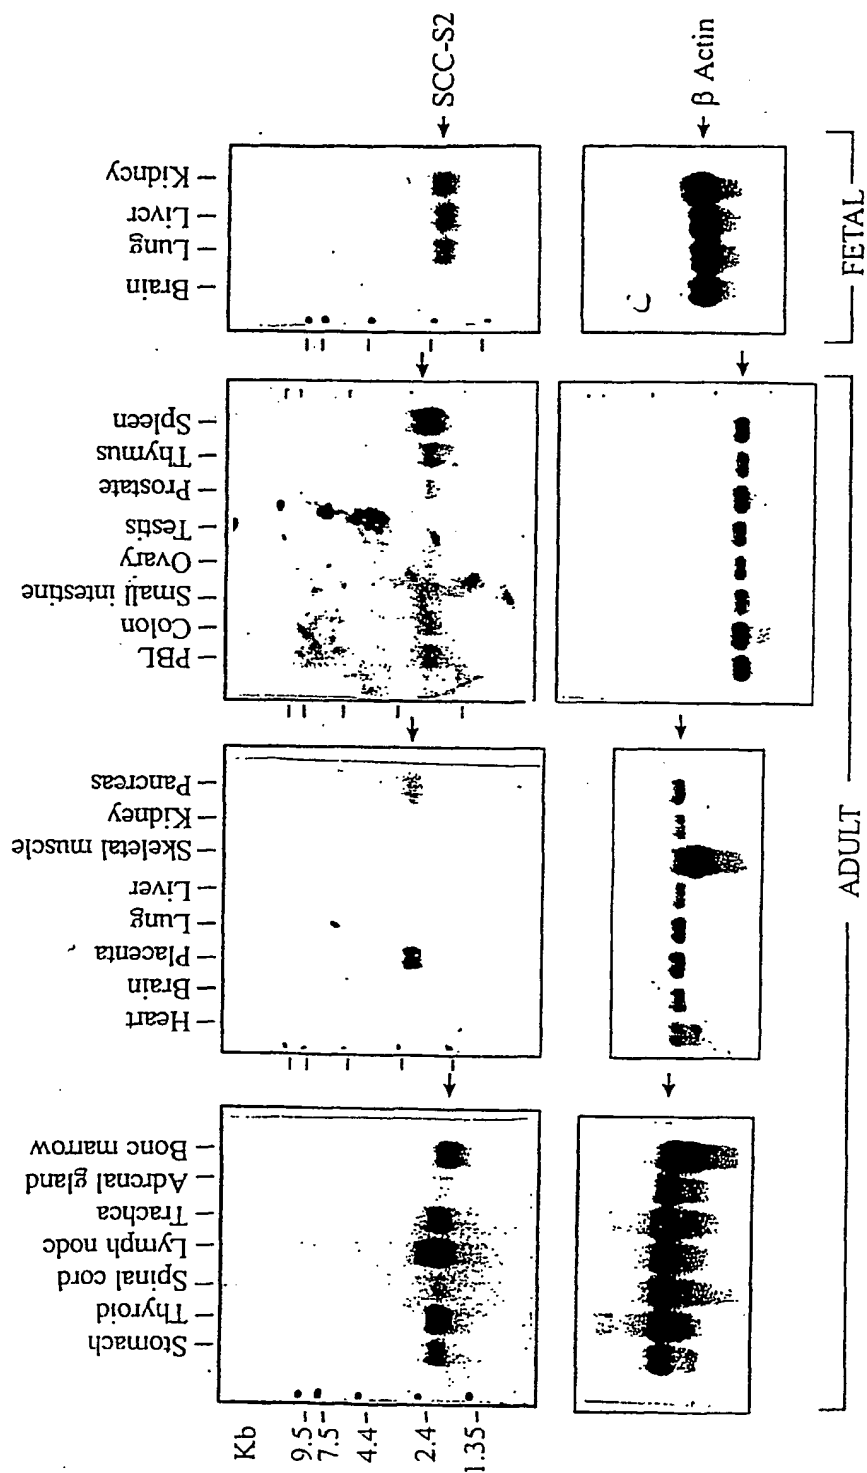 Kidney
Liver
Lung
Brain
SCC-S2
β Actin
FETAL
Spleen
Thymus
Prostate
Testis
Ovary
Small intestine
Colon
PBL
Pancreas
Kidney
Skeletal muscle
Liver
Lung
Placenta
Brain
Heart
ADULT
Bone marrow
Adrenal gland
Trachea
Lymph node
Spinal cord
Thyroid
Stomach
Kb
9.5
7.5
4.4
2.4
1.35